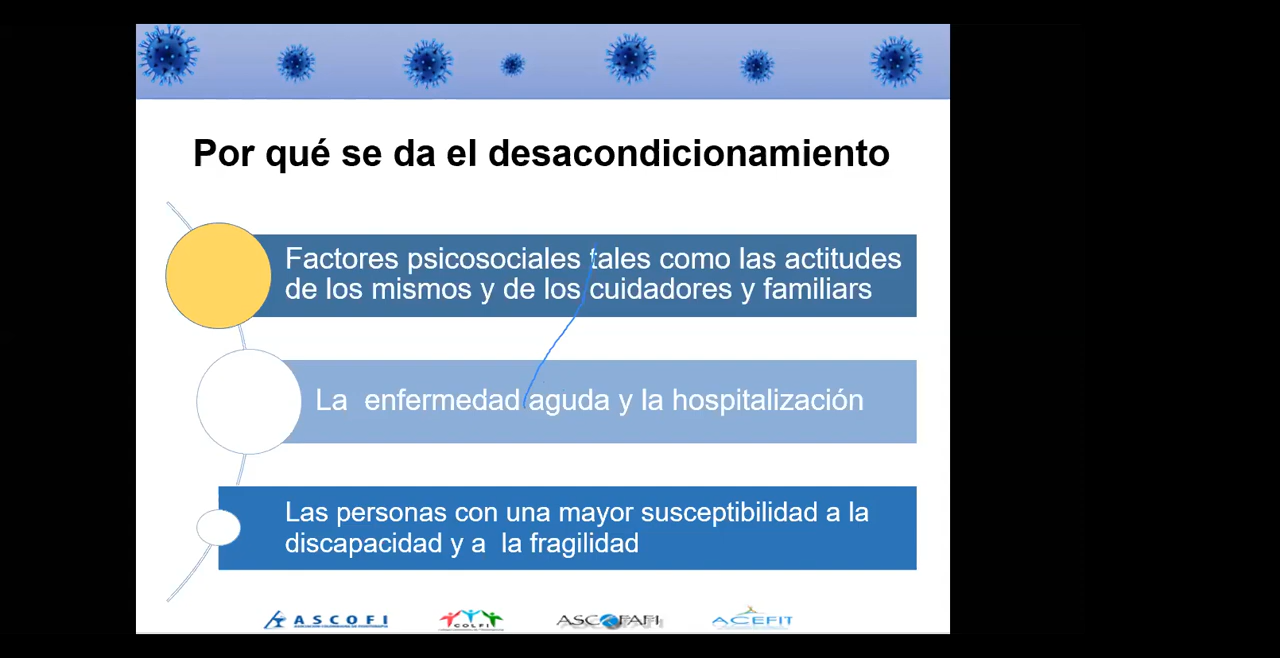 Por qué se da el desacondicionamiento
Factores psicosociales tales como las actitudes
de los mismos y de los cuidadores y familiars
La enfermedad aguda y la hospitalización
Las personas con una mayor susceptibilidad a la
discapacidad y a la fragilidad
ASCOFI
COLFI
ASCOFAFI
ACEFIT